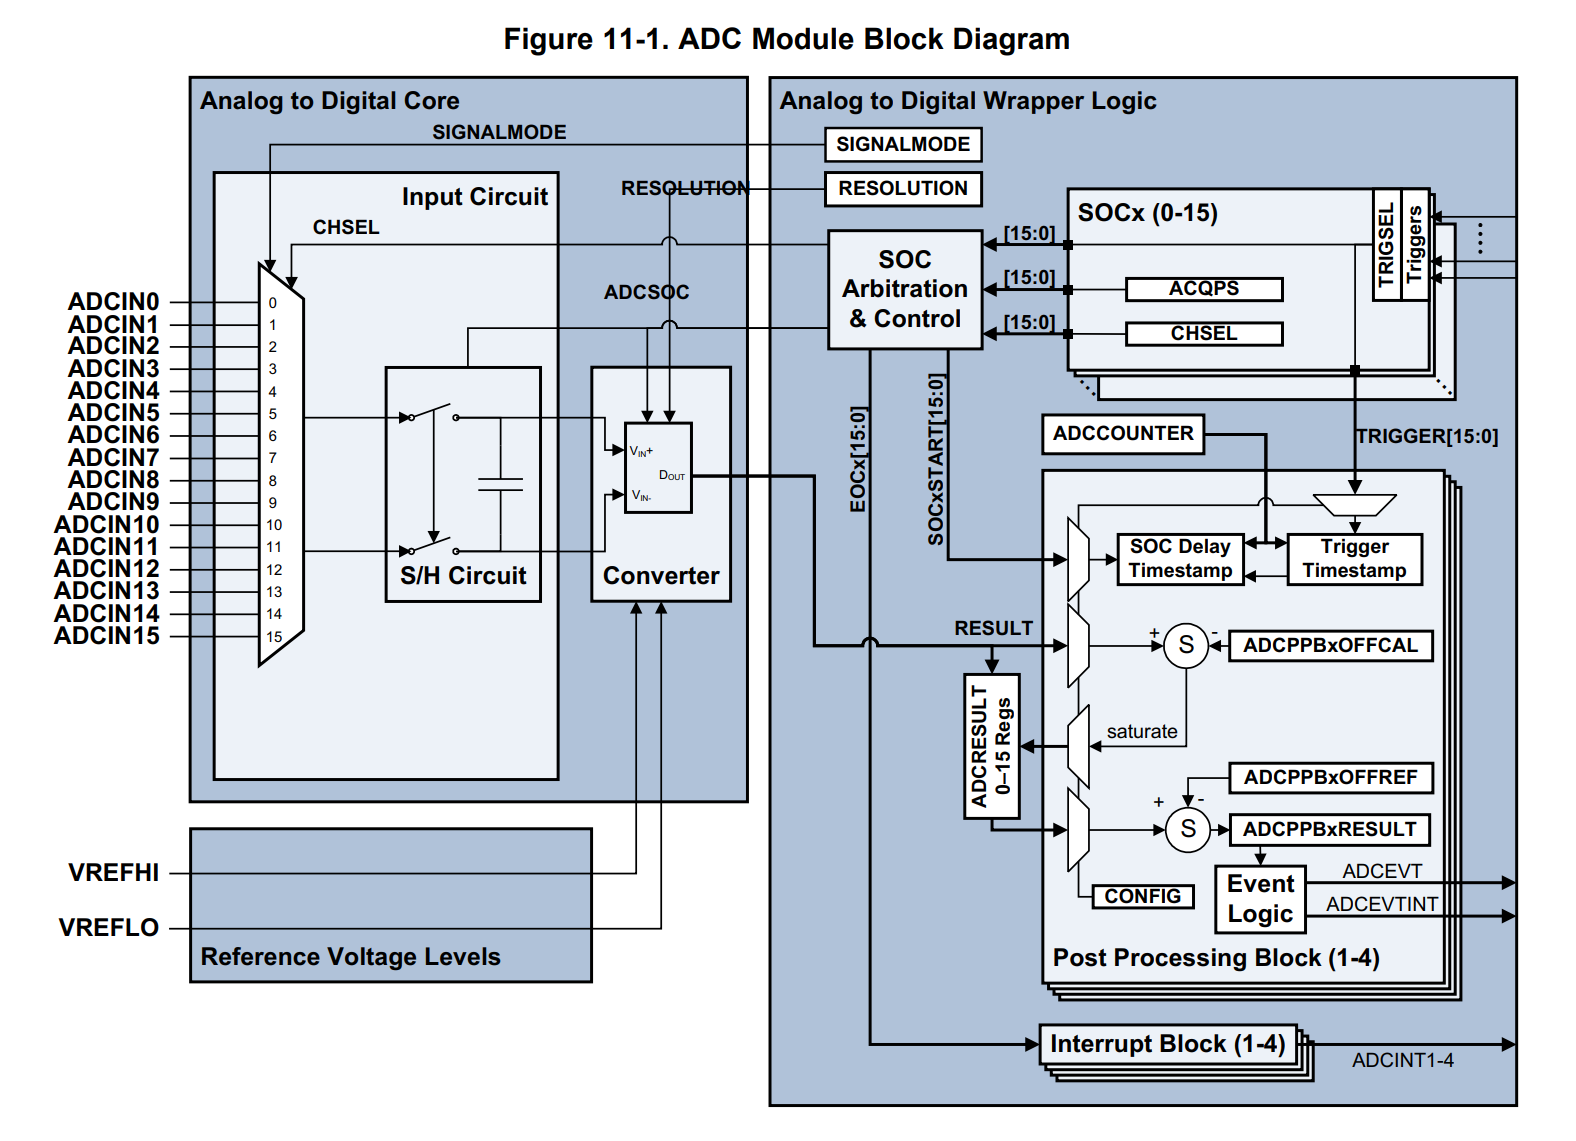 Figure 11-1. ADC Module Block Diagram
Analog to Digital Core
Analog to Digital Wrapper Logic
SIGNALMODE
SIGNALMODE
RESOLUTION
RESOLUTION
Input Circuit
CHSEL
SOCx (0-15)
TRIGSEL
Triggers
[15:0]
[15:0]
[15:0]
ACQPS
CHSEL
SOC
Arbitration
& Control
ADCSOC
ADCIN0
ADCIN1
ADCIN2
ADCIN3
ADCIN4
ADCIN5
ADCIN6
ADCIN7
ADCIN8
ADCIN9
ADCIN10
ADCIN11
ADCIN12
ADCIN13
ADCIN14
ADCIN15
0
1
2
3
4
5
6
7
8
9
10
11
12
13
14
15
S/H Circuit
VIN+
DOUT
VIN-
Converter
EOCx[15:0]
SOCxSTART[15:0]
ADCCOUNTER
TRIGGER[15:0]
SOC Delay
Timestamp
Trigger
Timestamp
RESULT
+
S
-
ADCPPBxOFFCAL
ADCRESULT
0–15 Regs
saturate
ADCPPBxOFFREF
+
-
S
ADCPPBxRESULT
CONFIG
Event
Logic
ADCEVT
ADCEVTINT
Post Processing Block (1-4)
VREFHI
VREFLO
Reference Voltage Levels
Interrupt Block (1-4)
ADCINT1-4